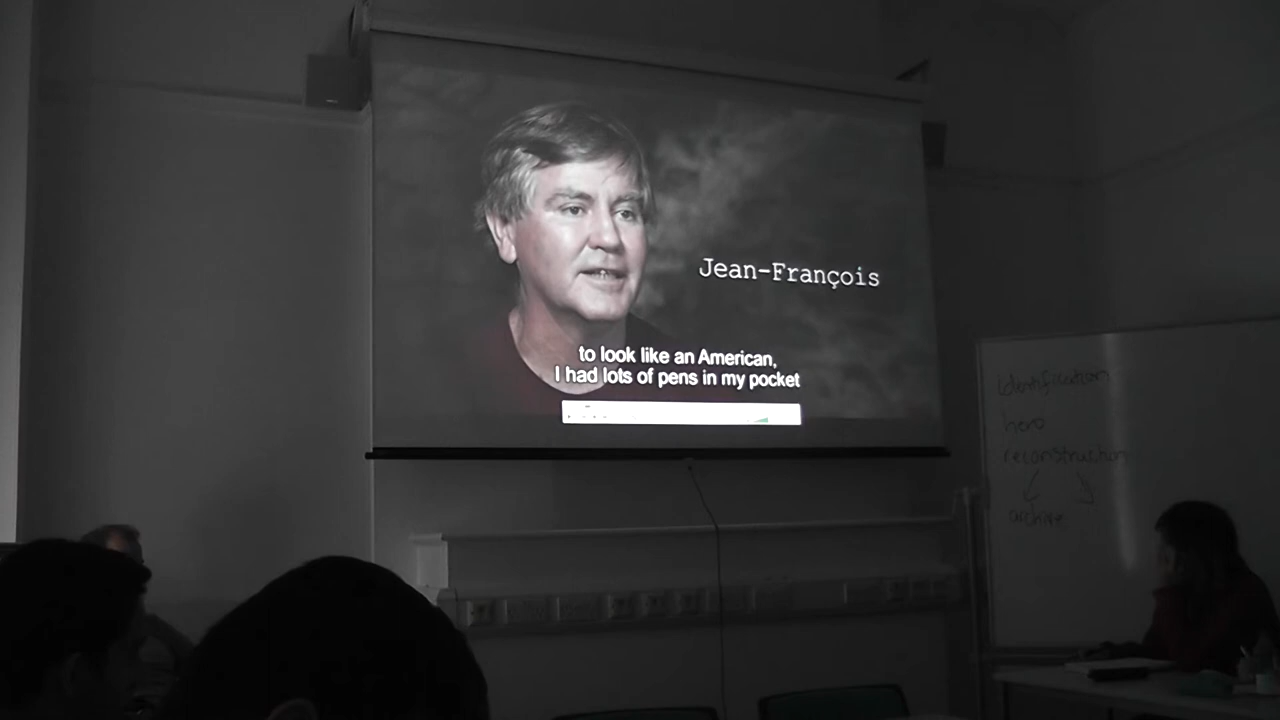 Jean-François
to look like an American,
I had lots of pens in my pocket
identification
hero
reconstruction
archive